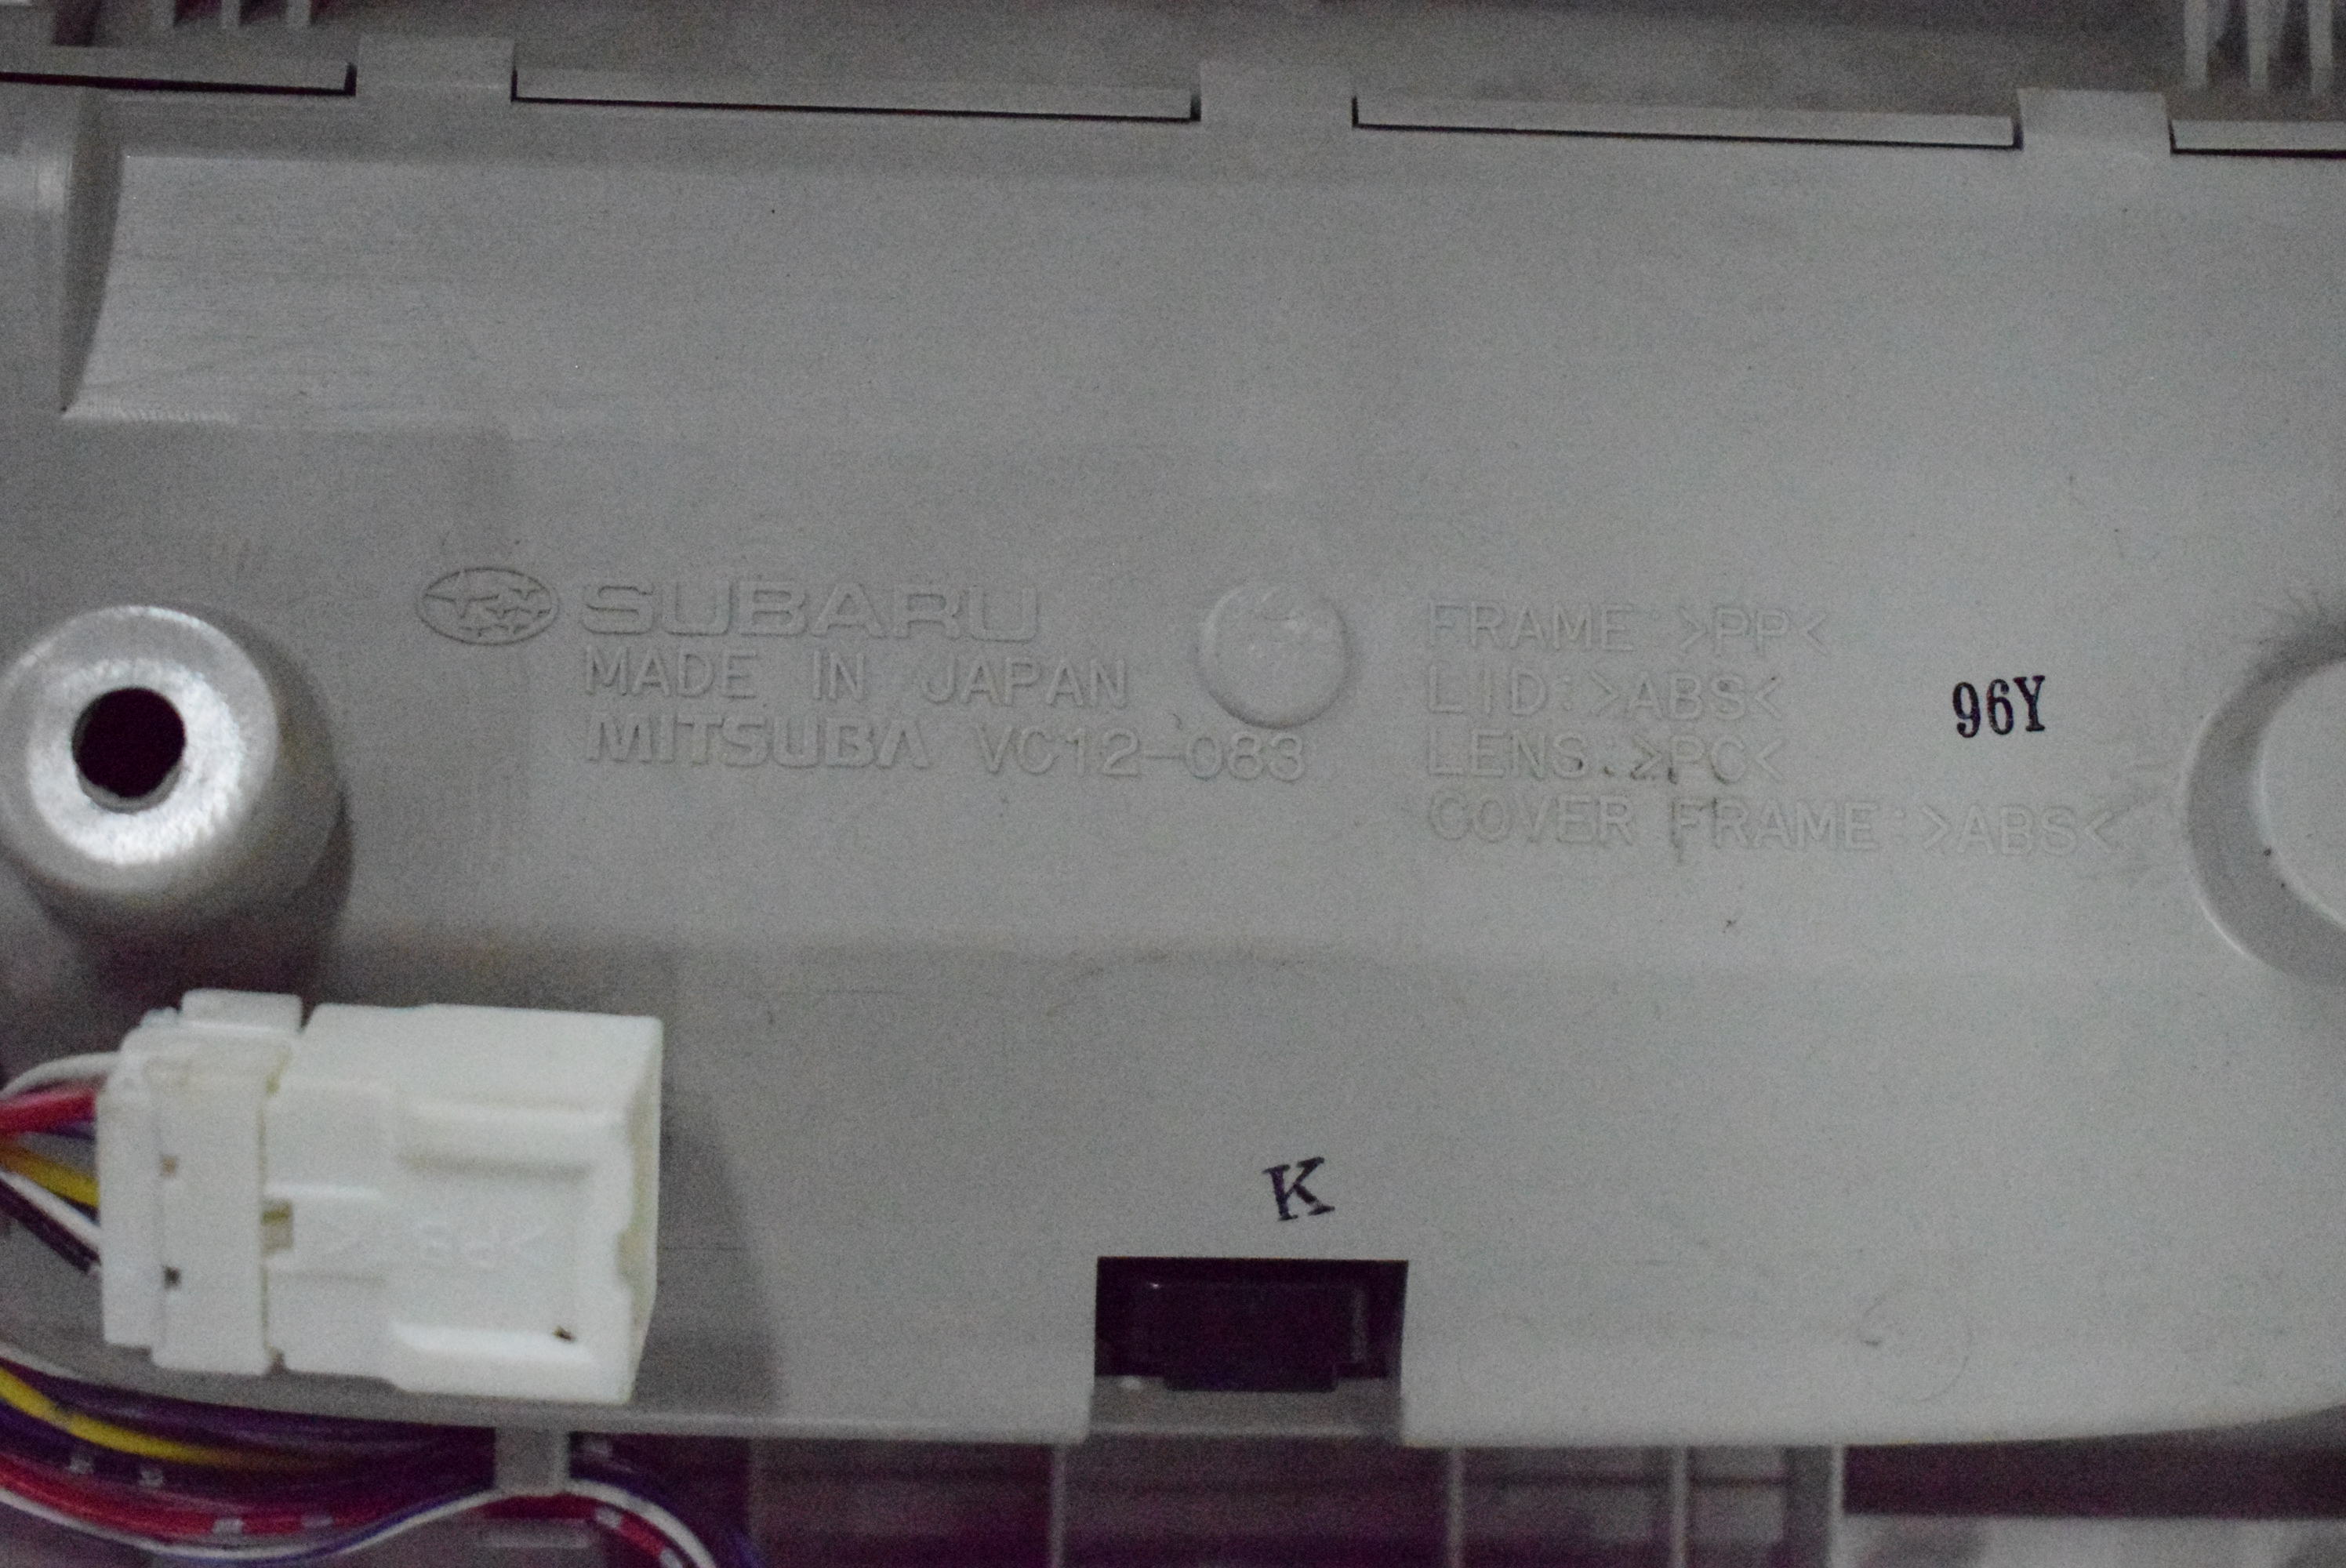 SUBARU
MADE IN JAPAN
MITSUBA VC12-083
FRAME:>PP<
LID:>ABS<
LENS:>PC<
COVER FRAME:>ABS<
96Y
K